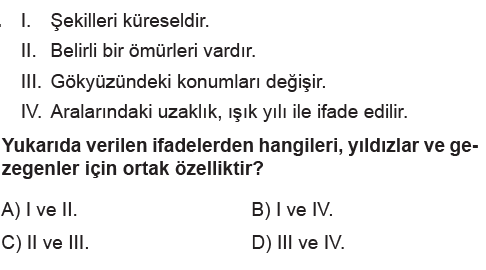 I. Şekilleri küreseldir.
II. Belirli bir ömürleri vardır.
III. Gökyüzündeki konumları değişir.
IV. Aralarındaki uzaklık, ışık yılı ile ifade edilir.
Yukarıda verilen ifadelerden hangileri, yıldızlar ve ge-
zegenler için ortak özelliktir?
A) I ve II. B) I ve IV.
C) II ve III. D) III ve IV.